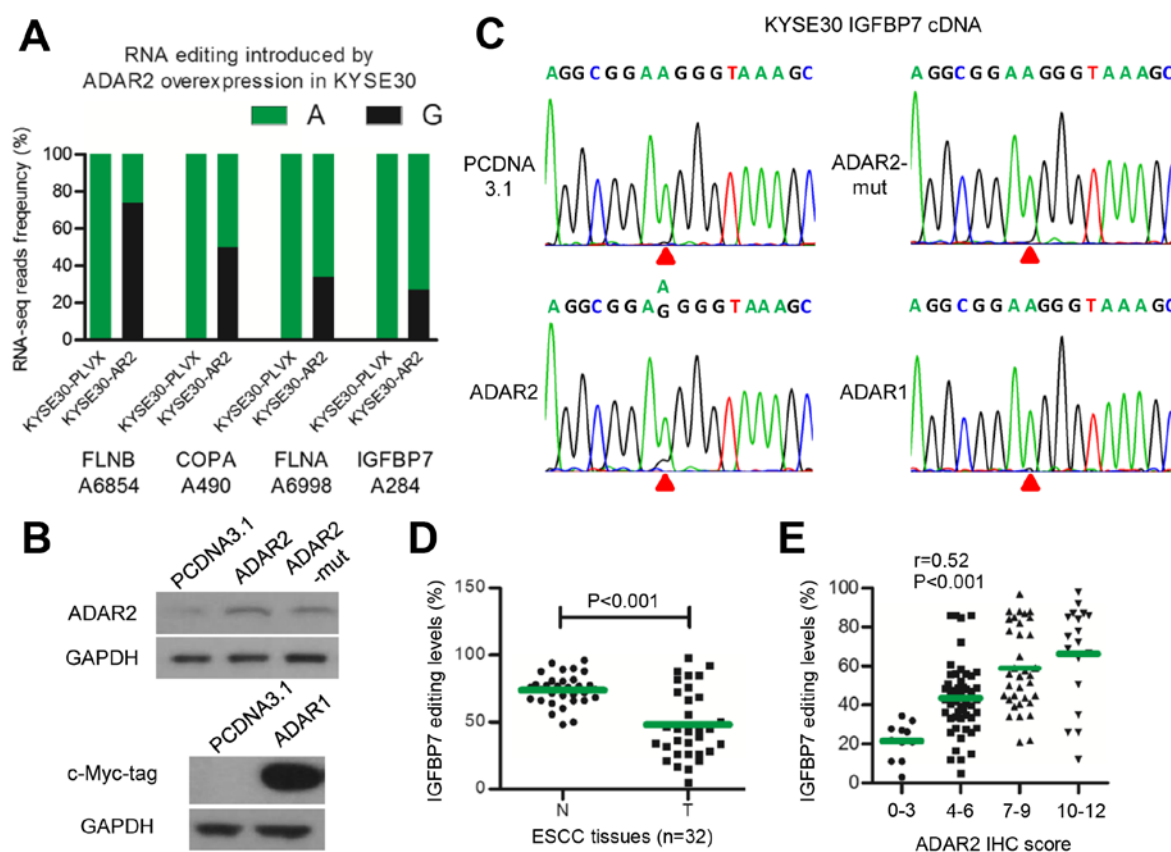 A
RNA editing introduced by
ADAR2 overexpression in KYSE30
A
G
RNA-seq reads freqeuncy (%)
100
80
60
40
20
0
KYSE30-PLVX
KYSE30-AR2
KYSE30-PLVX
KYSE30-AR2
KYSE30-PLVX
KYSE30-AR2
KYSE30-PLVX
KYSE30-AR2
FLNB COPA FLNA IGFBP7
A6854 A490 A6998 A284
B
PCDNA3.1
ADAR2
ADAR2
-mut
ADAR2
GAPDH
PCDNA3.1
ADAR1
c-Myc-tag
GAPDH
C
KYSE30 IGFBP7 cDNA
AGGCGGAAGGGTAAAGC
PCDNA
3.1
AGGCGGAAGGGTAAAGC
ADAR2-
mut
A
AGGCGGAGGGGTAAAGC
ADAR2
AGGCGGAAGGGTAAAGC
ADAR1
D
IGFBP7 editing levels (%)
150
100
50
0
P<0.001
N T
ESCC tissues (n=32)
E
r=0.52
P<0.001
IGFBP7 editing levels (%)
100
80
60
40
20
0
0-3 4-6 7-9 10-12
ADAR2 IHC score